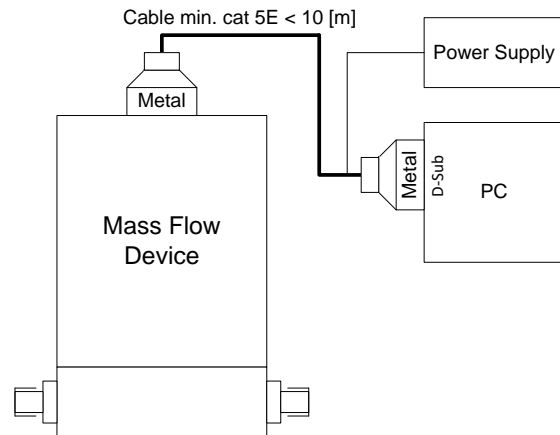 Cable min. cat 5E < 10 [m]
Power Supply
Metal
Metal
D-Sub
PC
Mass Flow
Device